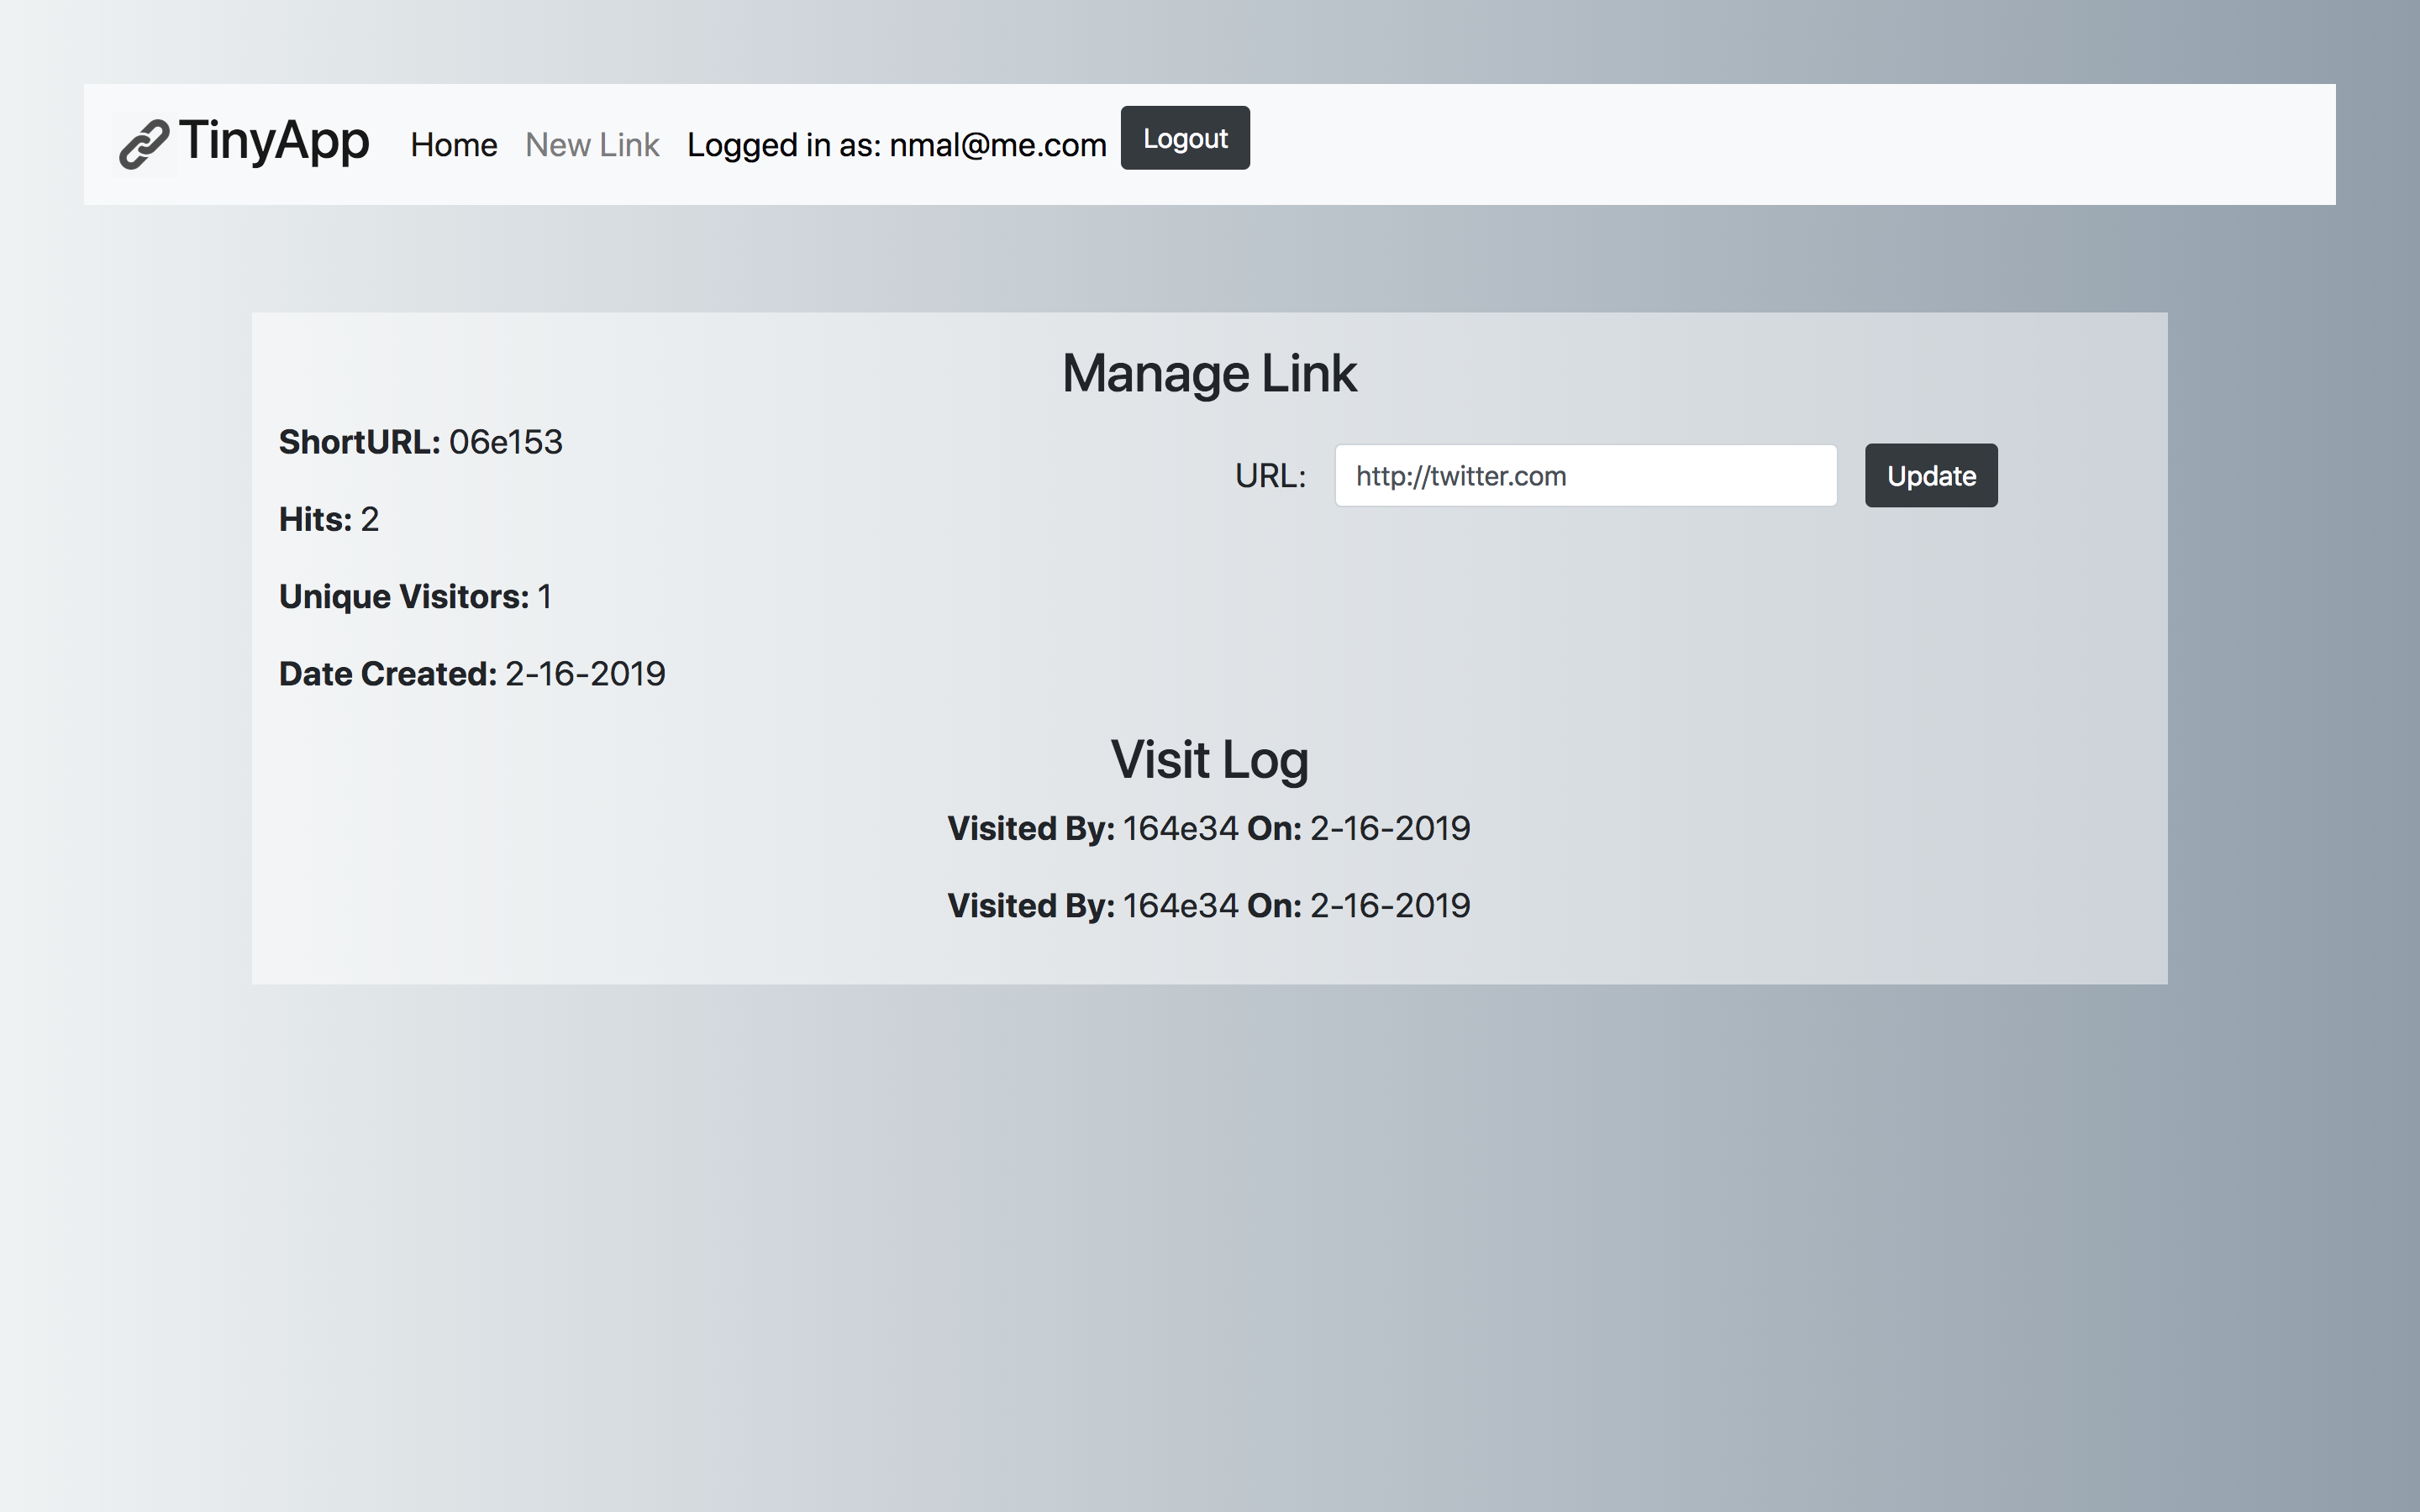 TinyApp Home New Link Logged in as: nmal@me.com Logout
Manage Link
ShortURL: 06e153
URL: http://twitter.com Update
Hits: 2
Unique Visitors: 1
Date Created: 2-16-2019
Visit Log
Visited By: 164e34 On: 2-16-2019
Visited By: 164e34 On: 2-16-2019